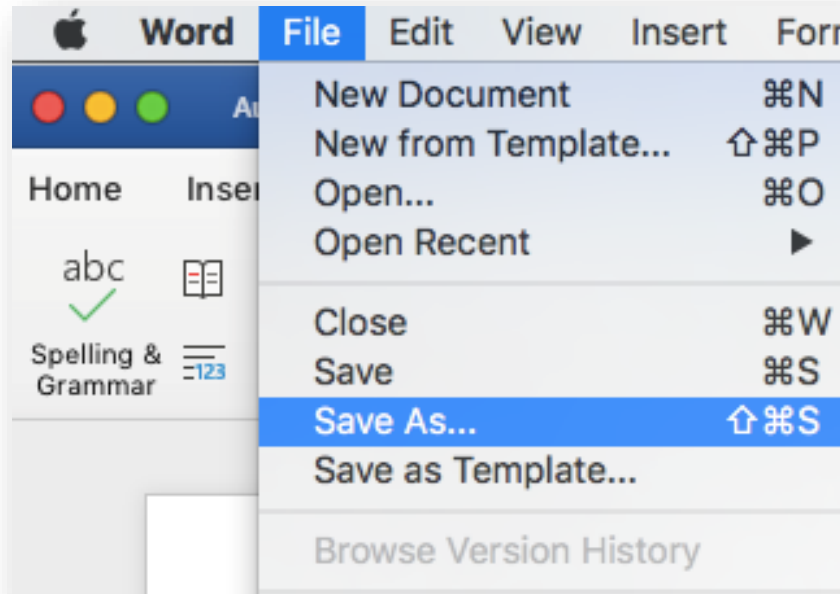 Word File Edit View Insert
New Document ⌘N
New from Template... ⇧⌘P
Open... ⌘O
Open Recent ▶
Close ⌘W
Save ⌘S
Save As... ⇧⌘S
Save as Template...
Browse Version History
Home
abc
Spelling &
Grammar
123